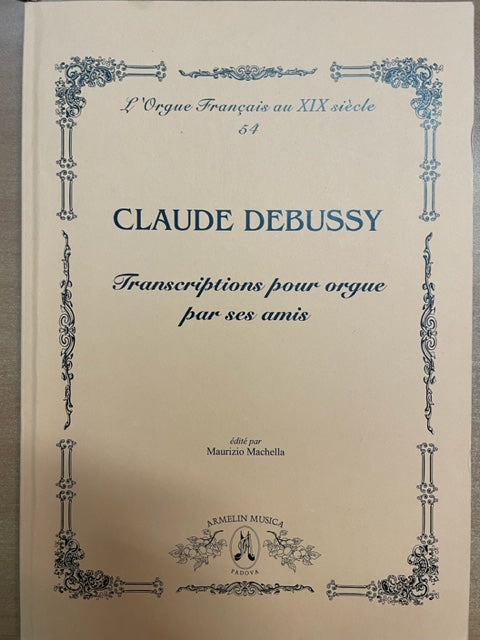 L'Orgue Français au XIX siècle
54
CLAUDE DEBUSSY
Transcriptions pour orgue
par ses amis
édité par
Maurizio Machella
ARMELIN MUSICA
PADOVA